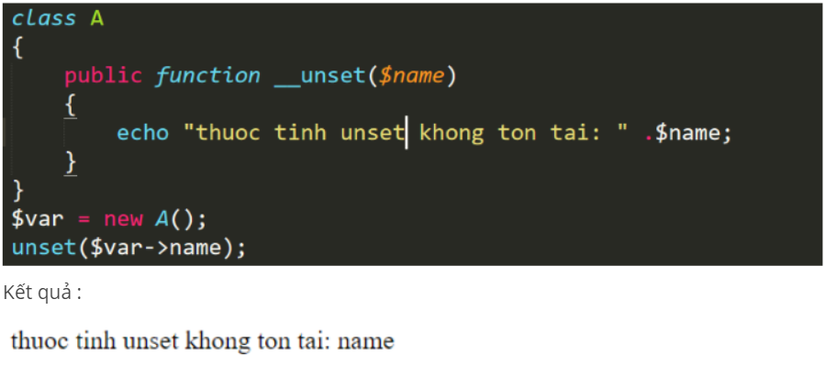 class A
{
    public function __unset($name)
    {
        echo "thuoc tinh unset khong ton tai: " .$name;
    }
}
$var = new A();
unset($var->name);
Kết quả :
thuoc tinh unset khong ton tai: name